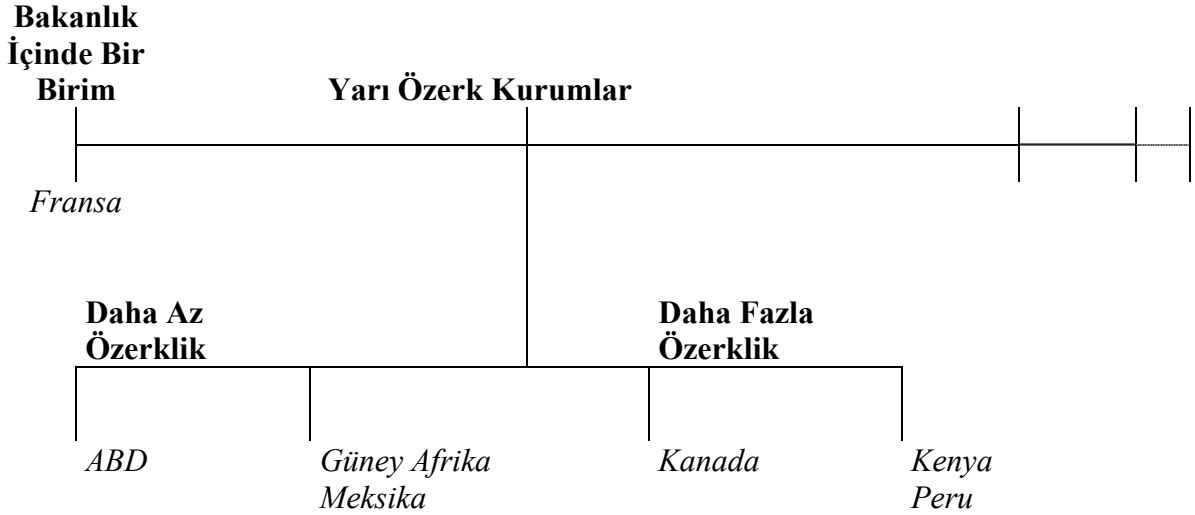 Bakanlık
İçinde Bir
Birim
Yarı Özerk Kurumlar
Fransa
Daha Az
Özerklik
Daha Fazla
Özerklik
ABD
Güney Afrika
Meksika
Kanada
Kenya
Peru